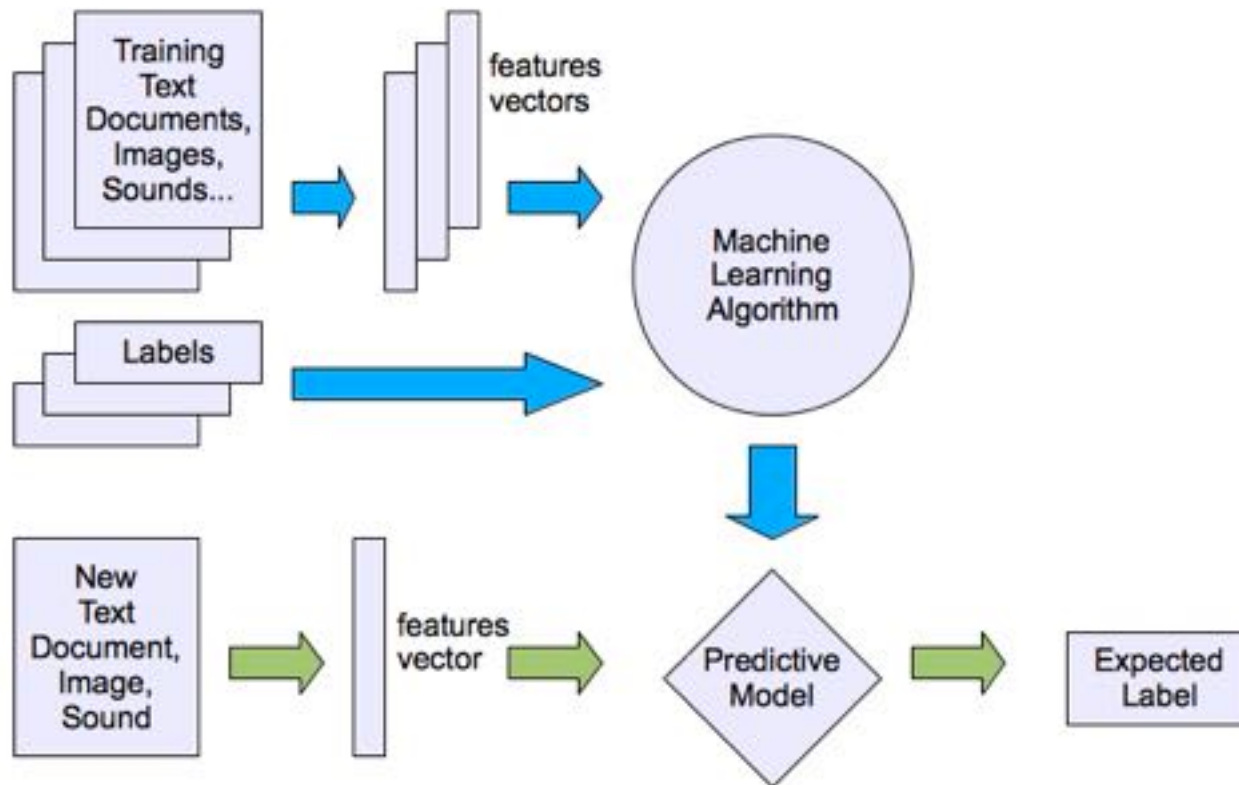 Training
Text
Documents,
Images,
Sounds...
features
vectors
Machine
Learning
Algorithm
Labels
New
Text
Document,
Image,
Sound
features
vector
Predictive
Model
Expected
Label